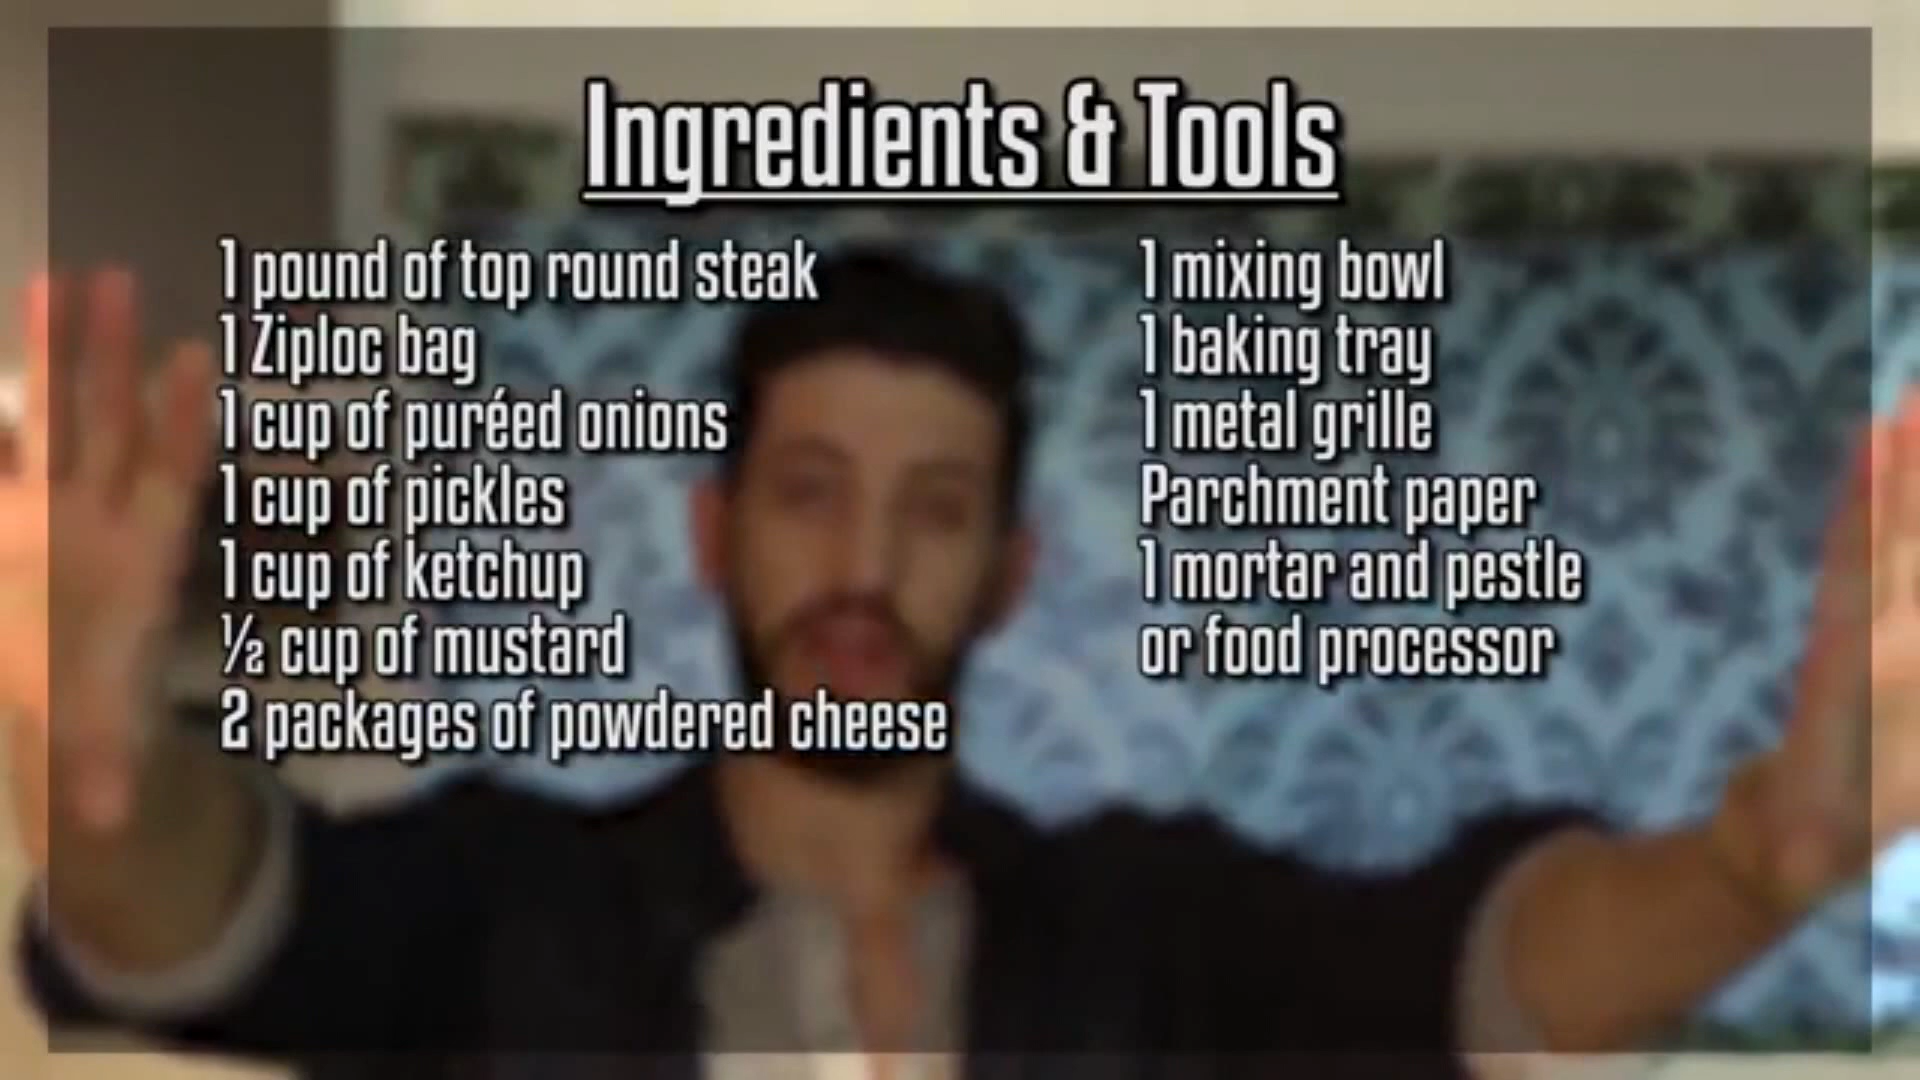 Ingredients & Tools
1 pound of top round steak
1 Ziploc bag
1 cup of puréed onions
1 cup of pickles
1 cup of ketchup
½ cup of mustard
2 packages of powdered cheese
1 mixing bowl
1 baking tray
1 metal grille
Parchment paper
1 mortar and pestle
or food processor